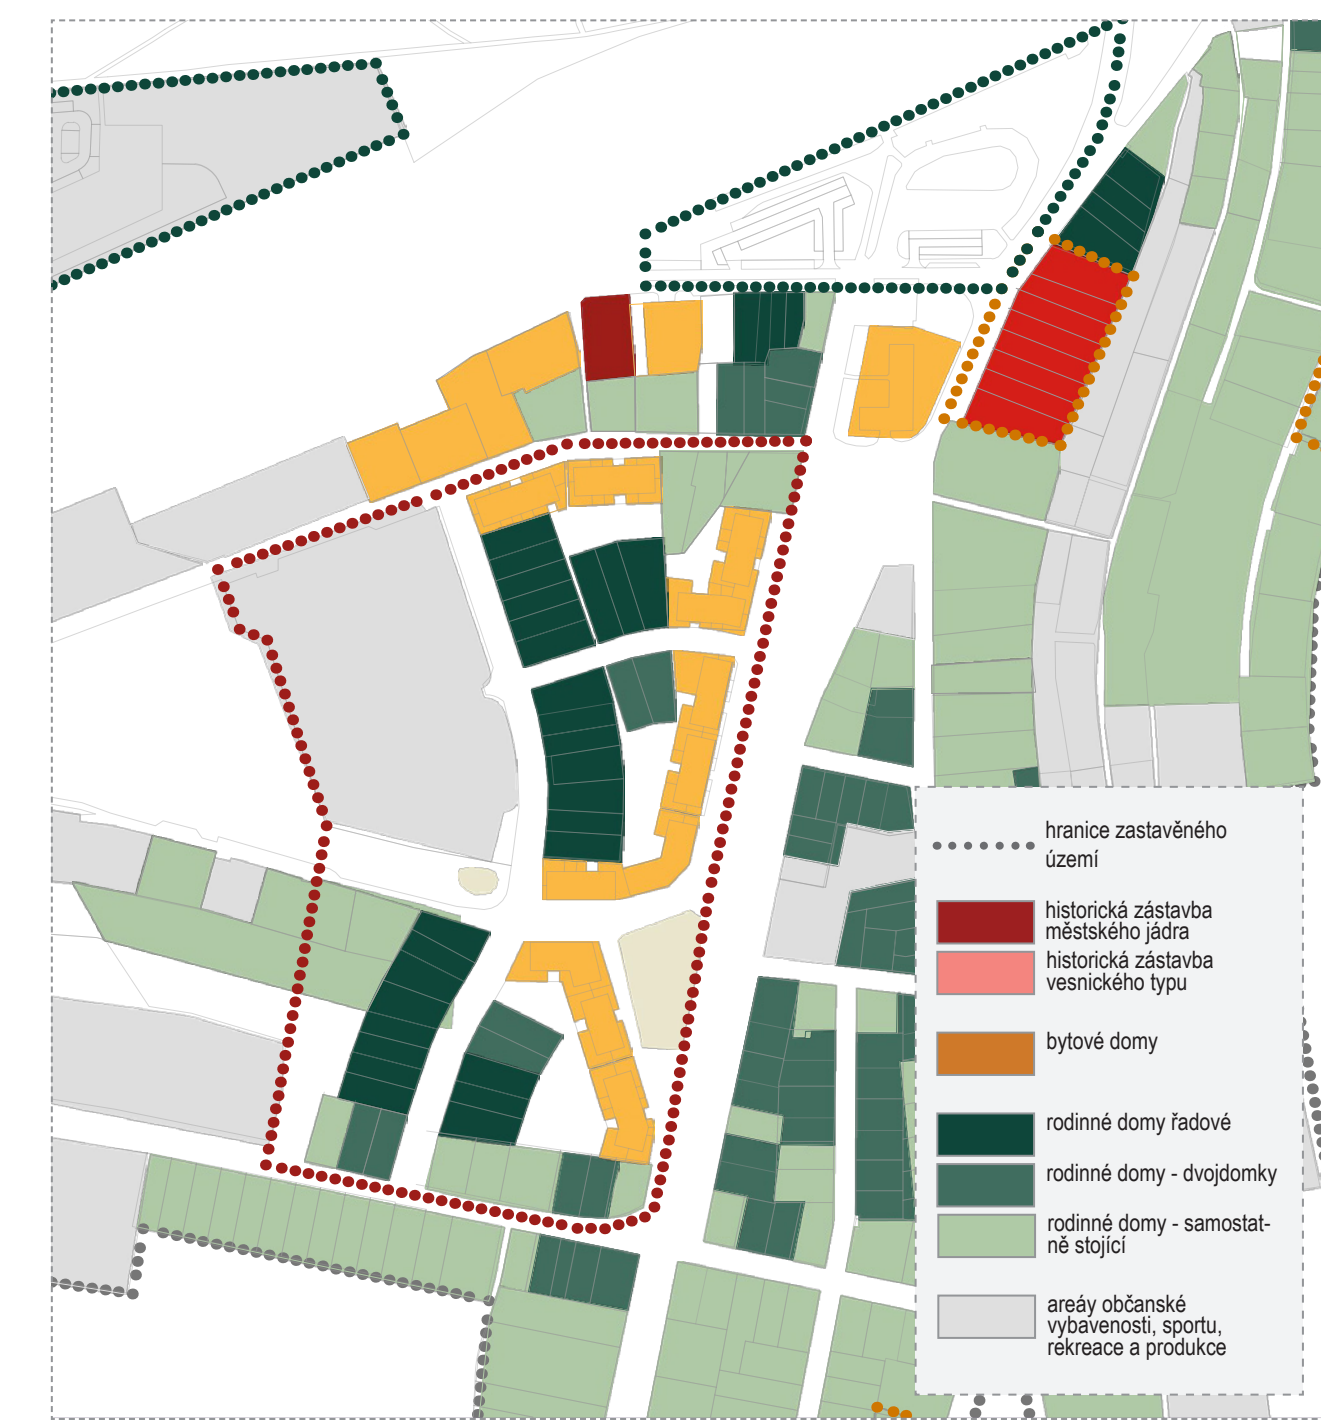 hranice zastavěného
území
historická zástavba
městského jádra
historická zástavba
vesnického typu
bytové domy
rodinné domy řadové
rodinné domy - dvojdomky
rodinné domy - samostat-
ně stojící
areáy občanské
vybavenosti, sportu,
rekreace a produkce